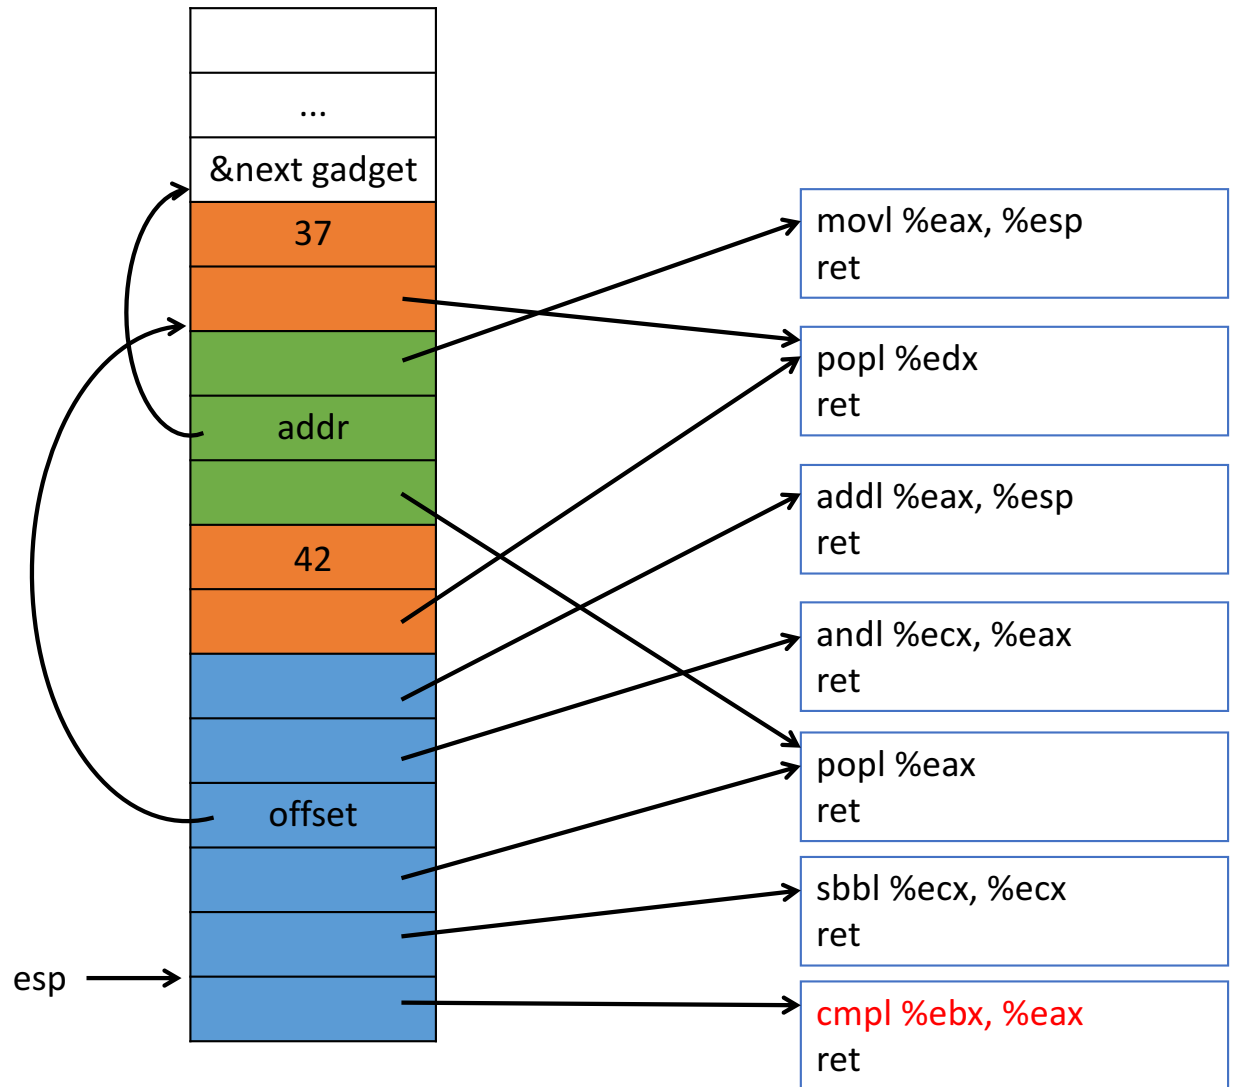 ...
&next gadget
37
addr
42
offset
esp
movl %eax, %esp
ret
popl %edx
ret
addl %eax, %esp
ret
andl %ecx, %eax
ret
popl %eax
ret
sbbl %ecx, %ecx
ret
cmpl %ebx, %eax
ret